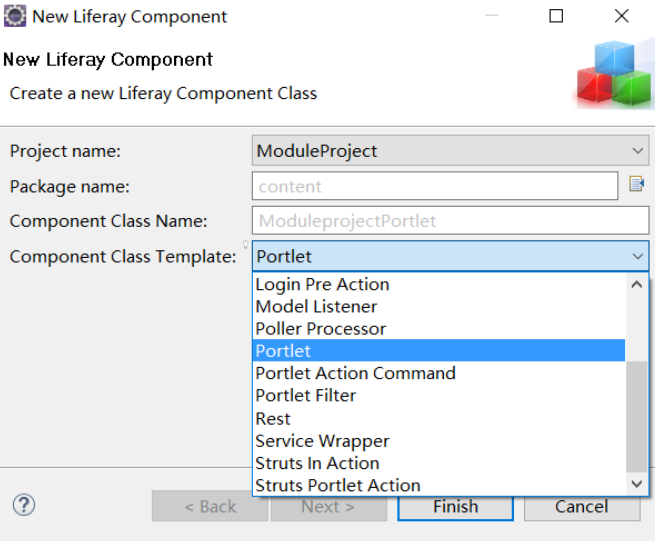 New Liferay Component
New Liferay Component
Create a new Liferay Component Class
Project name: ModuleProject
Package name: content
Component Class Name: ModuleprojectPortlet
Component Class Template: Portlet
Login Pre Action
Model Listener
Poller Processor
Portlet
Portlet Action Command
Portlet Filter
Rest
Service Wrapper
Struts In Action
Struts Portlet Action
? < Back Next > Finish Cancel